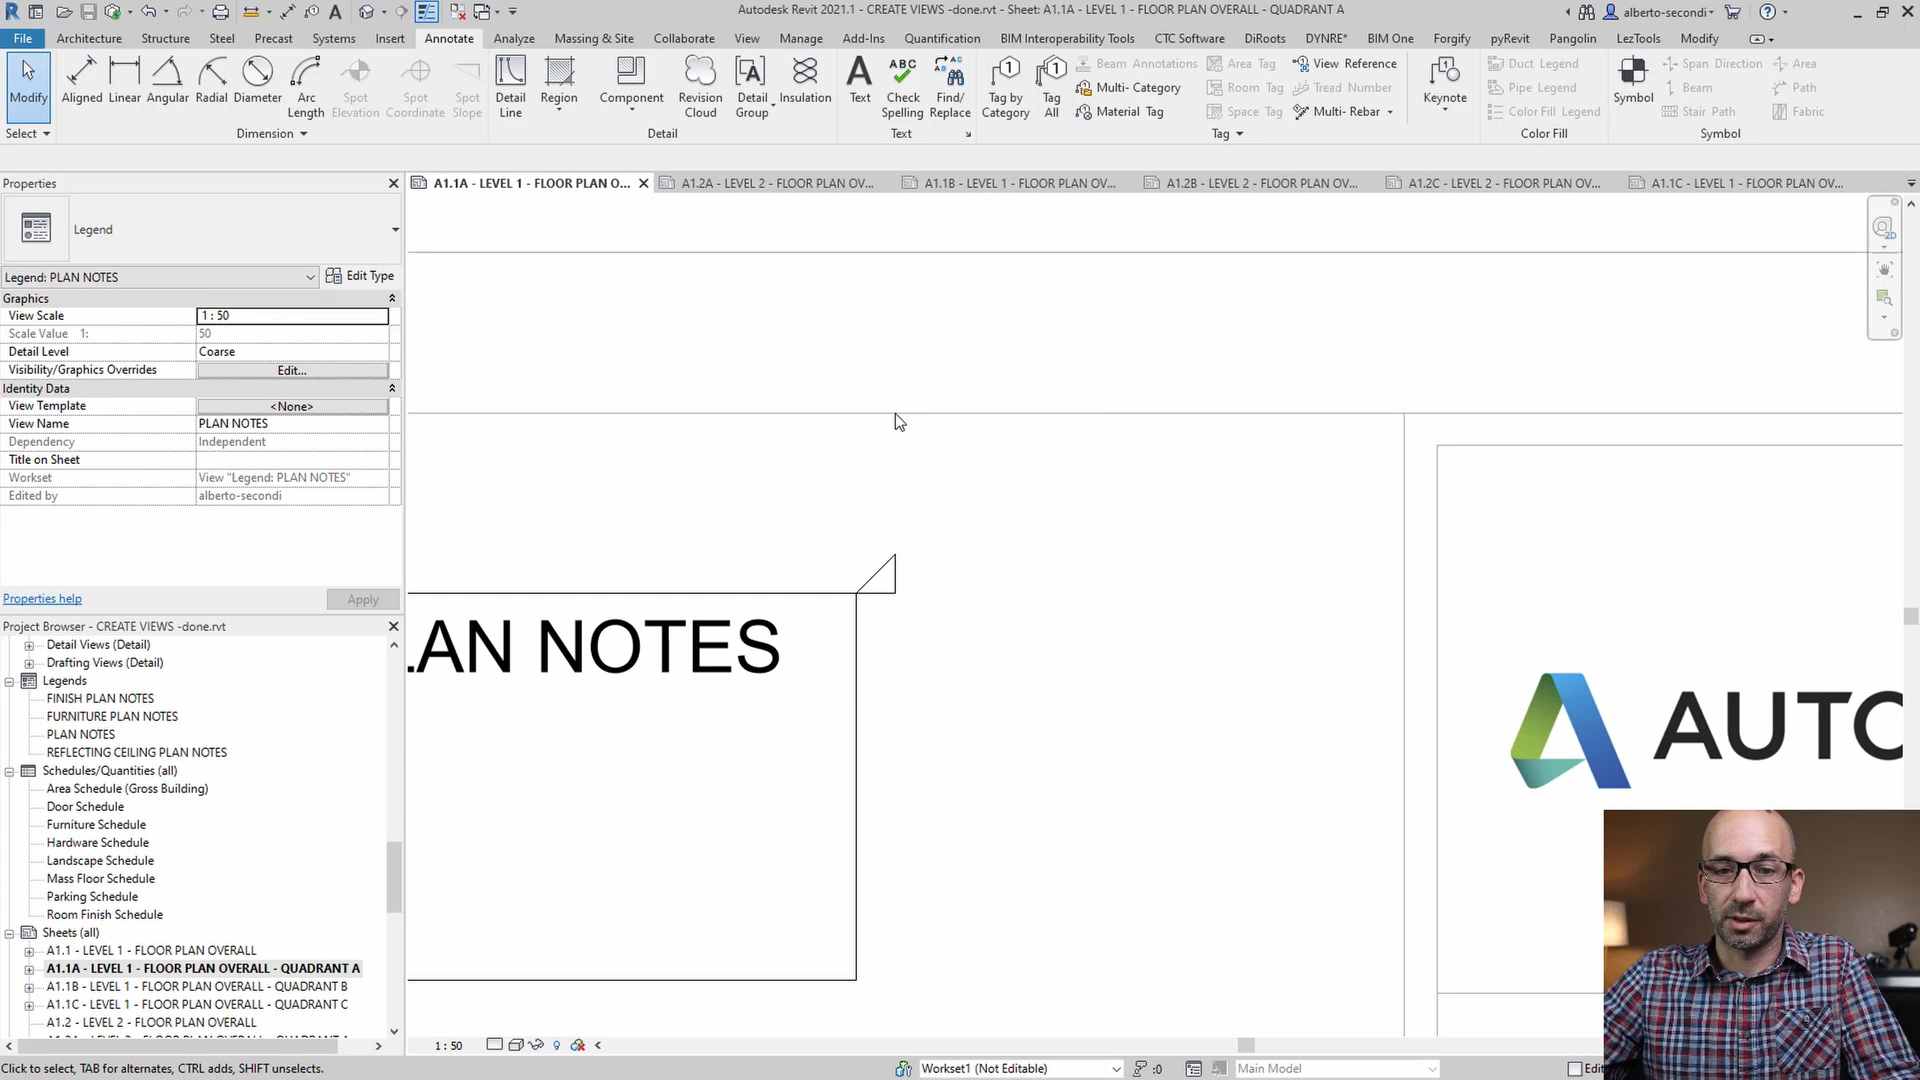 Autodesk Revit 2021.1 - CREATE VIEWS -done.rvt - Sheet: A1.1A - LEVEL 1 - FLOOR PLAN OVERALL - QUADRANT A
alberto-secondi
File Architecture Structure Steel Precast Systems Insert Annotate Analyze Massing & Site Collaborate View Manage Add-Ins Quantification BIM Interoperability Tools CTC Software DiRoots DYNRE* BIM One Forgify pyRevit Pangolin LezTools Modify
Modify
Aligned Linear Angular Radial Diameter Arc Length Spot Elevation Spot Coordinate Spot Slope
Detail Line Region Component Revision Cloud Detail Group Insulation
Text Check Spelling Find/ Replace
Tag by Category Tag All
Beam Annotations Area Tag View Reference
Multi- Category Room Tag Tread Number
Material Tag Space Tag Multi- Rebar
Keynote
Duct Legend
Pipe Legend
Color Fill Legend
Symbol
Span Direction Area
Beam Path
Stair Path Fabric
Select Dimension Detail Text Tag Color Fill Symbol
Properties
A1.1A - LEVEL 1 - FLOOR PLAN O... A1.2A - LEVEL 2 - FLOOR PLAN OV... A1.1B - LEVEL 1 - FLOOR PLAN OV... A1.2B - LEVEL 2 - FLOOR PLAN OV... A1.2C - LEVEL 2 - FLOOR PLAN OV... A1.1C - LEVEL 1 - FLOOR PLAN OV...
2D
Legend
Legend: PLAN NOTES Edit Type
Graphics
View Scale 1 : 50
Scale Value 1: 50
Detail Level Coarse
Visibility/Graphics Overrides Edit...
Identity Data
View Template <None>
View Name PLAN NOTES
Dependency Independent
Title on Sheet
Workset View "Legend: PLAN NOTES"
Edited by alberto-secondi
Properties help Apply
Project Browser - CREATE VIEWS -done.rvt
Detail Views (Detail)
Drafting Views (Detail)
Legends
FINISH PLAN NOTES
FURNITURE PLAN NOTES
PLAN NOTES
REFLECTING CEILING PLAN NOTES
Schedules/Quantities (all)
Area Schedule (Gross Building)
Door Schedule
Furniture Schedule
Hardware Schedule
Landscape Schedule
Mass Floor Schedule
Parking Schedule
Room Finish Schedule
Sheets (all)
A1.1 - LEVEL 1 - FLOOR PLAN OVERALL
A1.1A - LEVEL 1 - FLOOR PLAN OVERALL - QUADRANT A
A1.1B - LEVEL 1 - FLOOR PLAN OVERALL - QUADRANT B
A1.1C - LEVEL 1 - FLOOR PLAN OVERALL - QUADRANT C
A1.2 - LEVEL 2 - FLOOR PLAN OVERALL
LAN NOTES
AUTO
1 : 50
Click to select, TAB for alternates, CTRL adds, SHIFT unselects.
Workset1 (Not Editable) :0 Main Model Edit